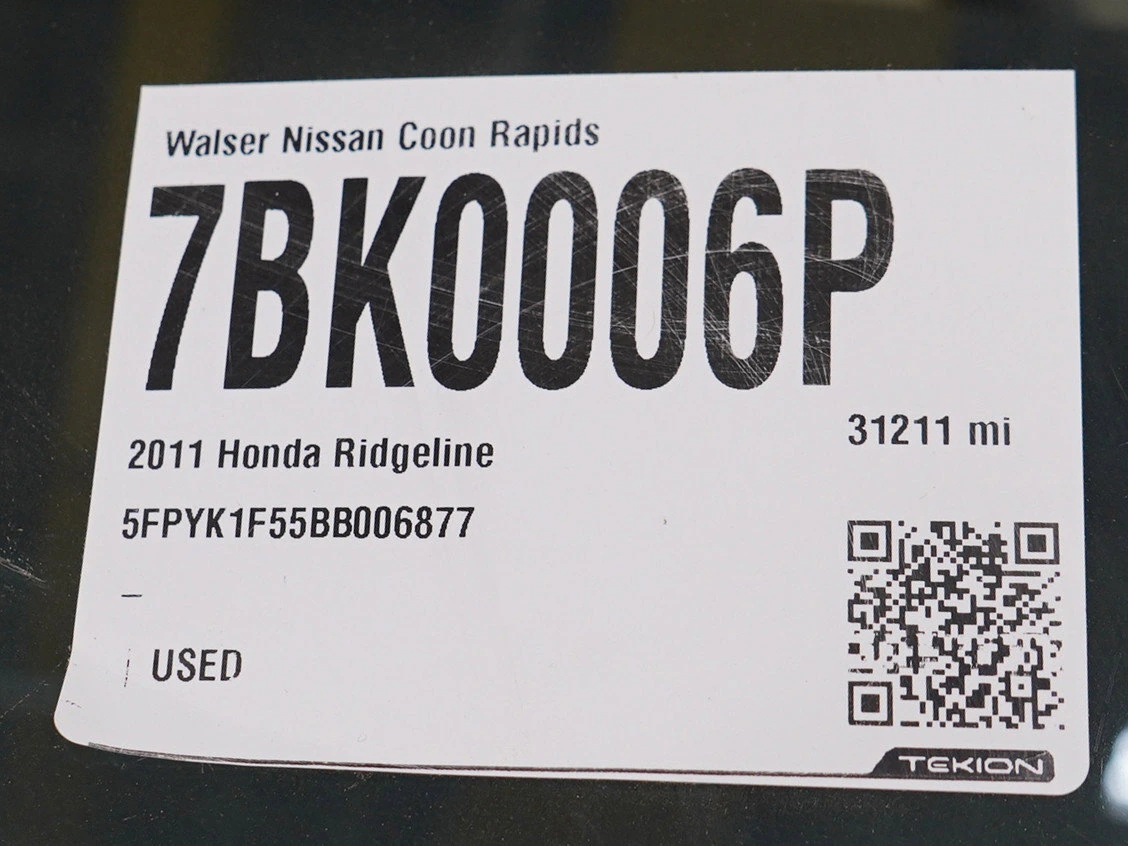 Walser Nissan Coon Rapids
7BK0006P
31211 mi
2011 Honda Ridgeline
5FPYK1F55BB006877
–
USED
TEKION